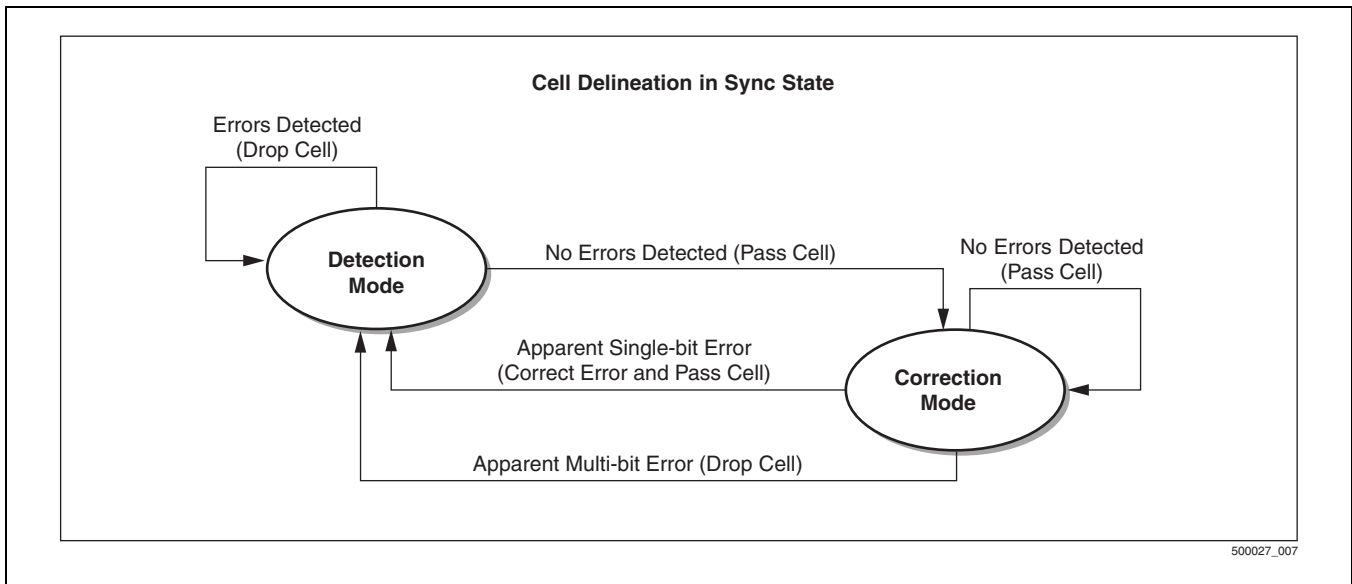 Cell Delineation in Sync State
Errors Detected
(Drop Cell)
Detection
Mode
No Errors Detected (Pass Cell)
No Errors Detected
(Pass Cell)
Apparent Single-bit Error
(Correct Error and Pass Cell)
Correction
Mode
Apparent Multi-bit Error (Drop Cell)
500027_007